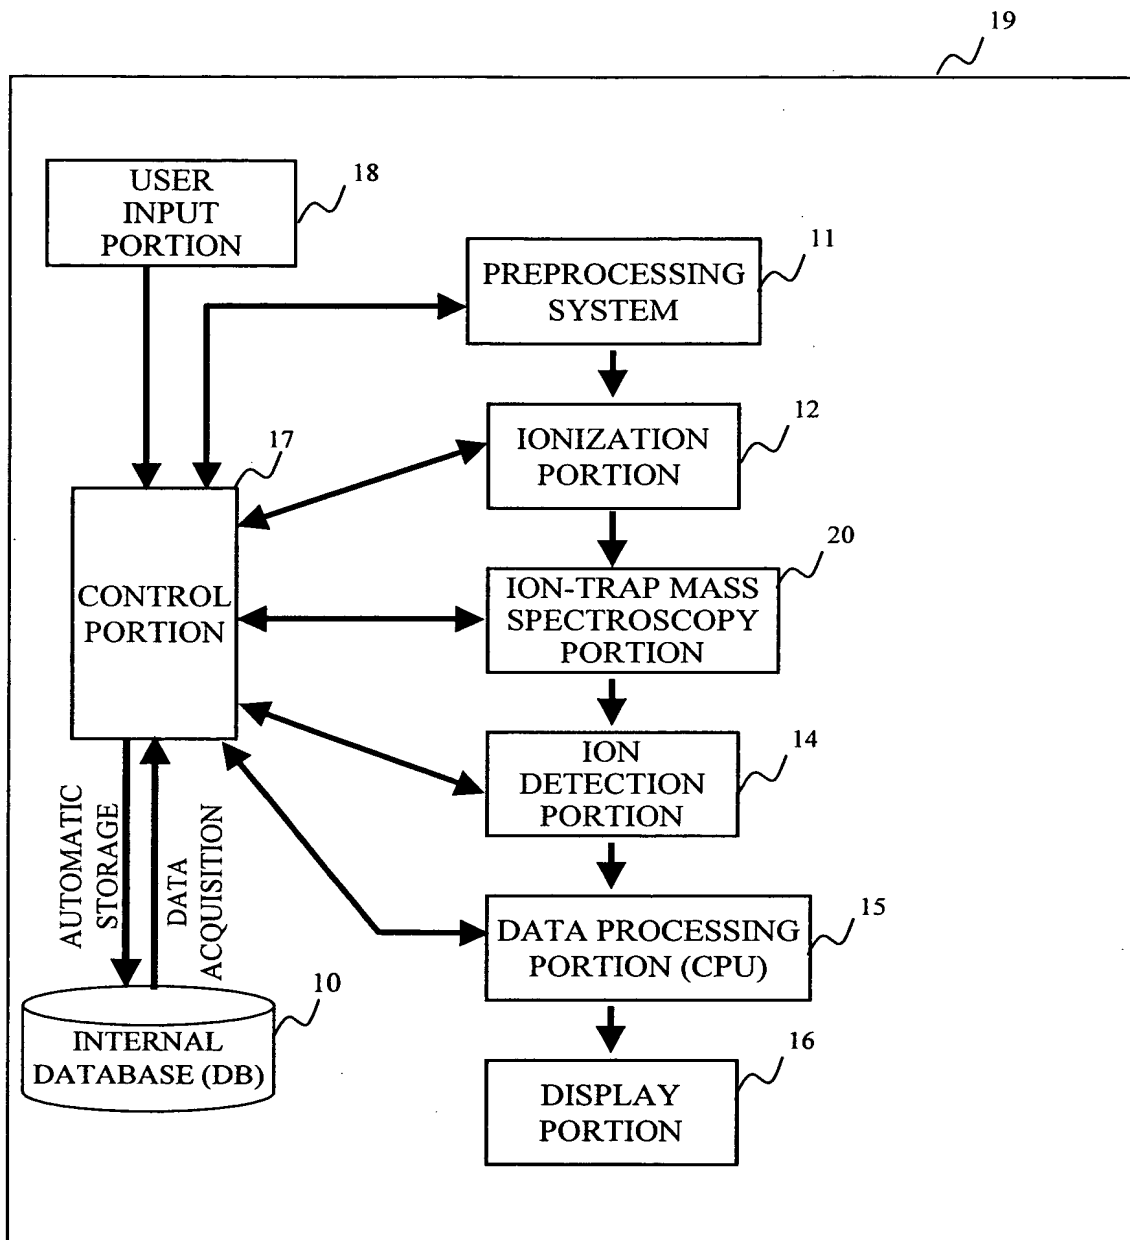 19
USER
INPUT
PORTION
18
PREPROCESSING
SYSTEM
11
IONIZATION
PORTION
12
17
CONTROL
PORTION
ION-TRAP MASS
SPECTROSCOPY
PORTION
20
ION
DETECTION
PORTION
14
AUTOMATIC
STORAGE
DATA
ACQUISITION
DATA PROCESSING
PORTION (CPU)
15
INTERNAL
DATABASE (DB)
10
DISPLAY
PORTION
16